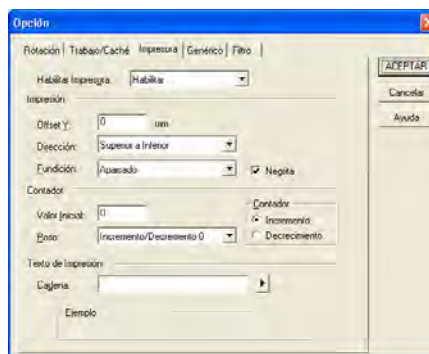 Opción
Rotación Trabajo/Caché Impresora Genérico Filtro
ACEPTAR
Cancelar
Ayuda
Habilitar Impresora: Habilitar
Impresión
Offset Y: 0 mm
Dirección: Superior a Inferior
Fundición: Apaisado Negrita
Contador
Valor Inicial: 0
Paso: Incremento/Decremento 0
Contador
Incremento
Decrecimiento
Texto de Impresión
Cadena:
Ejemplo